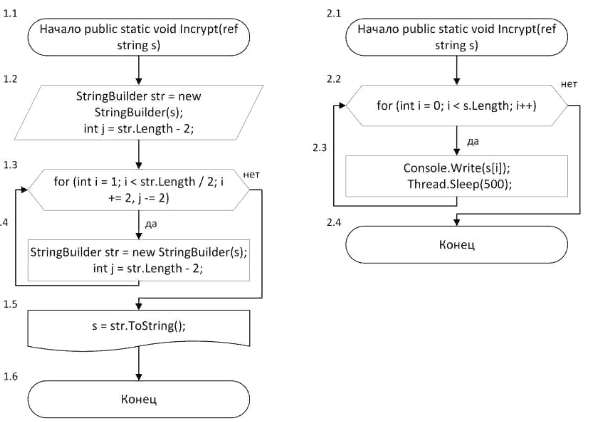 1.1
Начало public static void Incrypt(ref
string s)
1.2
StringBuilder str = new
StringBuilder(s);
int j = str.Length - 2;
1.3
for (int i = 1; i < str.Length / 2; i
+= 2, j -= 2)
нет
да
.4
StringBuilder str = new StringBuilder(s);
int j = str.Length - 2;
1.5
s = str.ToString();
1.6
Конец
2.1
Начало public static void Incrypt(ref
string s)
2.2
нет
for (int i = 0; i < s.Length; i++)
да
2.3
Console.Write(s[i]);
Thread.Sleep(500);
2.4
Конец